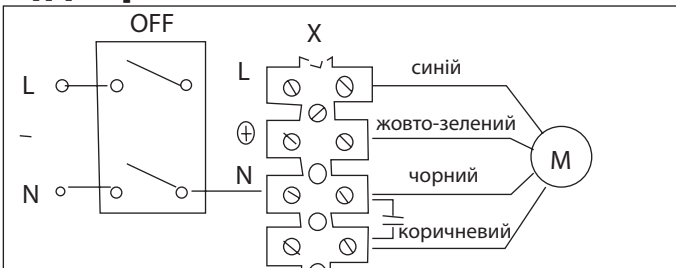 OFF
X
L
L
синій
жовто-зелений
M
N
N
чорний
коричневий